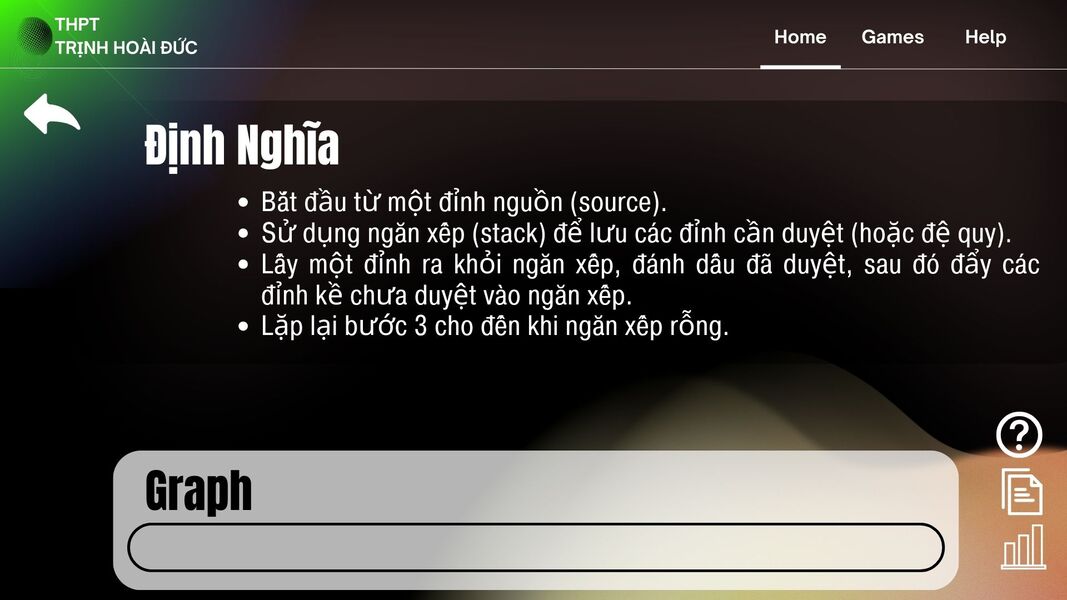 THPT
TRỊNH HOÀI ĐỨC
Home Games Help
Định Nghĩa
Bắt đầu từ một đỉnh nguồn (source).
Sử dụng ngăn xếp (stack) để lưu các đỉnh cần duyệt (hoặc đệ quy).
Lấy một đỉnh ra khỏi ngăn xếp, đánh dấu đã duyệt, sau đó đẩy các
đỉnh kề chưa duyệt vào ngăn xếp.
Lặp lại bước 3 cho đến khi ngăn xếp rỗng.
Graph